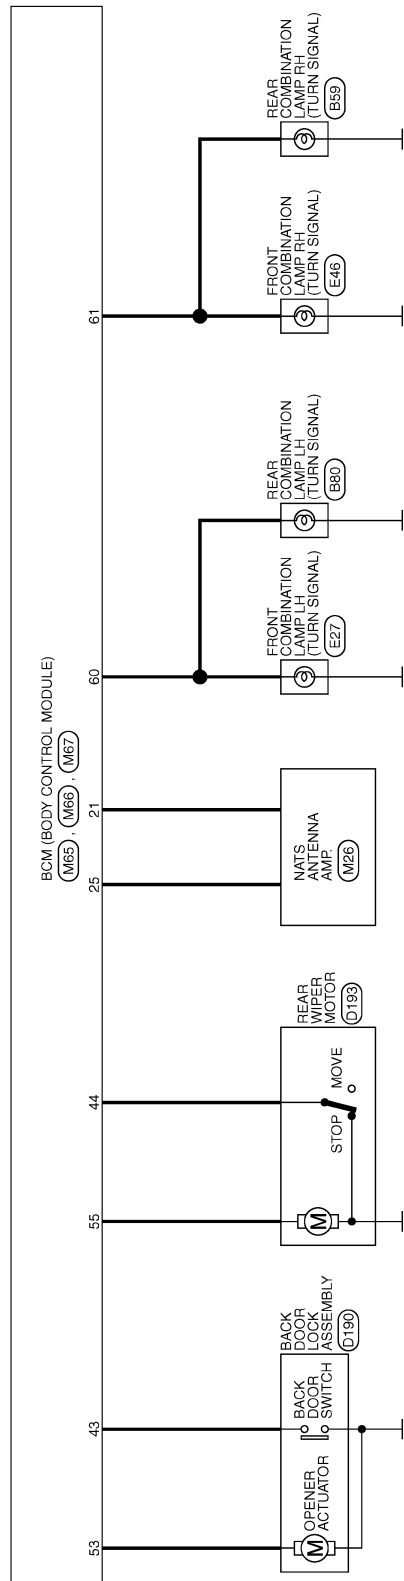 BCM (BODY CONTROL MODULE)
M65 , M66 , M67
53
43
55
44
25
21
60
61
BACK
DOOR
LOCK
ASSEMBLY
D190
OPENER
ACTUATOR
M
BACK
DOOR
SWITCH
REAR
WIPER
MOTOR
D193
M
STOP
MOVE
NATS
ANTENNA
AMP.
M26
FRONT
COMBINATION
LAMP LH
(TURN SIGNAL)
E27
REAR
COMBINATION
LAMP LH
(TURN SIGNAL)
B80
FRONT
COMBINATION
LAMP RH
(TURN SIGNAL)
E46
REAR
COMBINATION
LAMP RH
(TURN SIGNAL)
B59